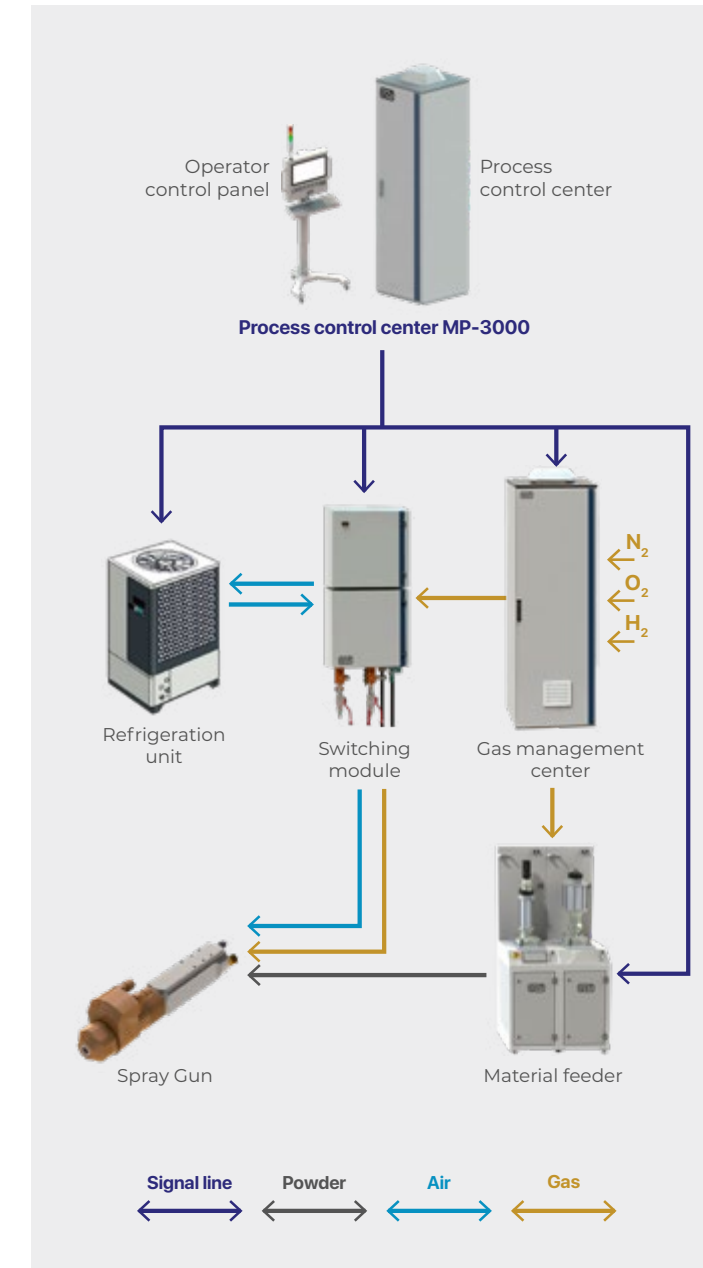 Operator
control panel
Process
control center
Process control center MP-3000
N₂
O₂
H₂
Refrigeration
unit
Switching
module
Gas management
center
Spray Gun
Material feeder
Signal line
Powder
Air
Gas